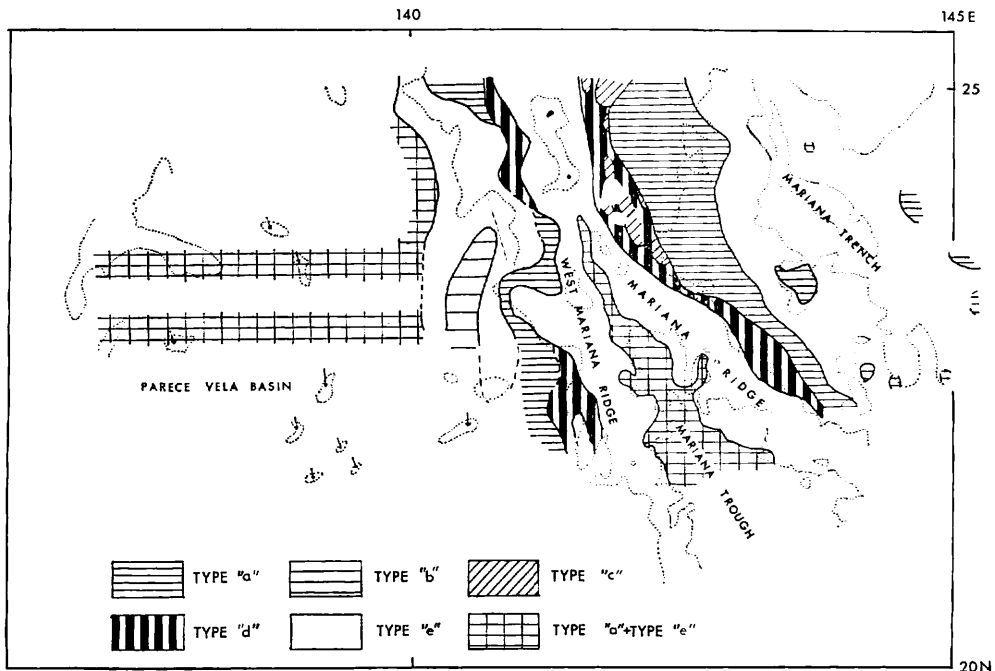 140
145 E
25
MARIANA TRENCH
WEST MARIANA RIDGE
MARIANA RIDGE
PARECE VELA BASIN
MARIANA TROUGH
TYPE "a"
TYPE "b"
TYPE "c"
TYPE "d"
TYPE "e"
TYPE "a"+TYPE "e"
20N